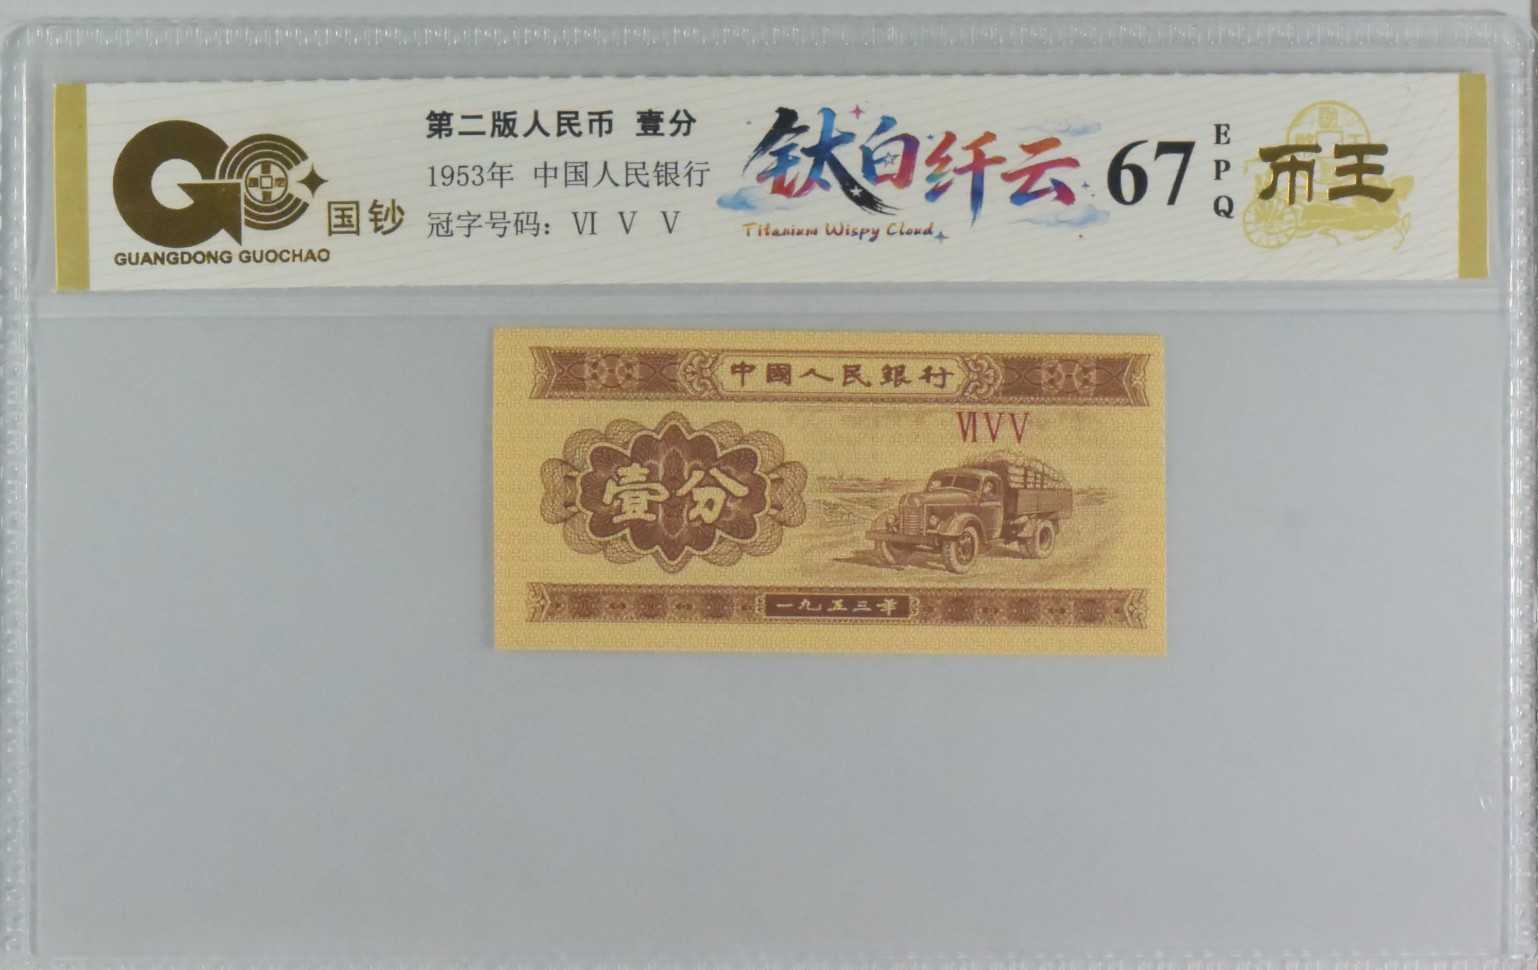 第二版人民币 壹分
1953年 中国人民银行
冠字号码：Ⅵ Ⅴ Ⅴ
国钞
GUANGDONG GUOCHAO
钛白纤云
Titanium Wispy Cloud
67
EPQ
币王
中國人民銀行
ⅥⅤⅤ
壹分
一九五三年